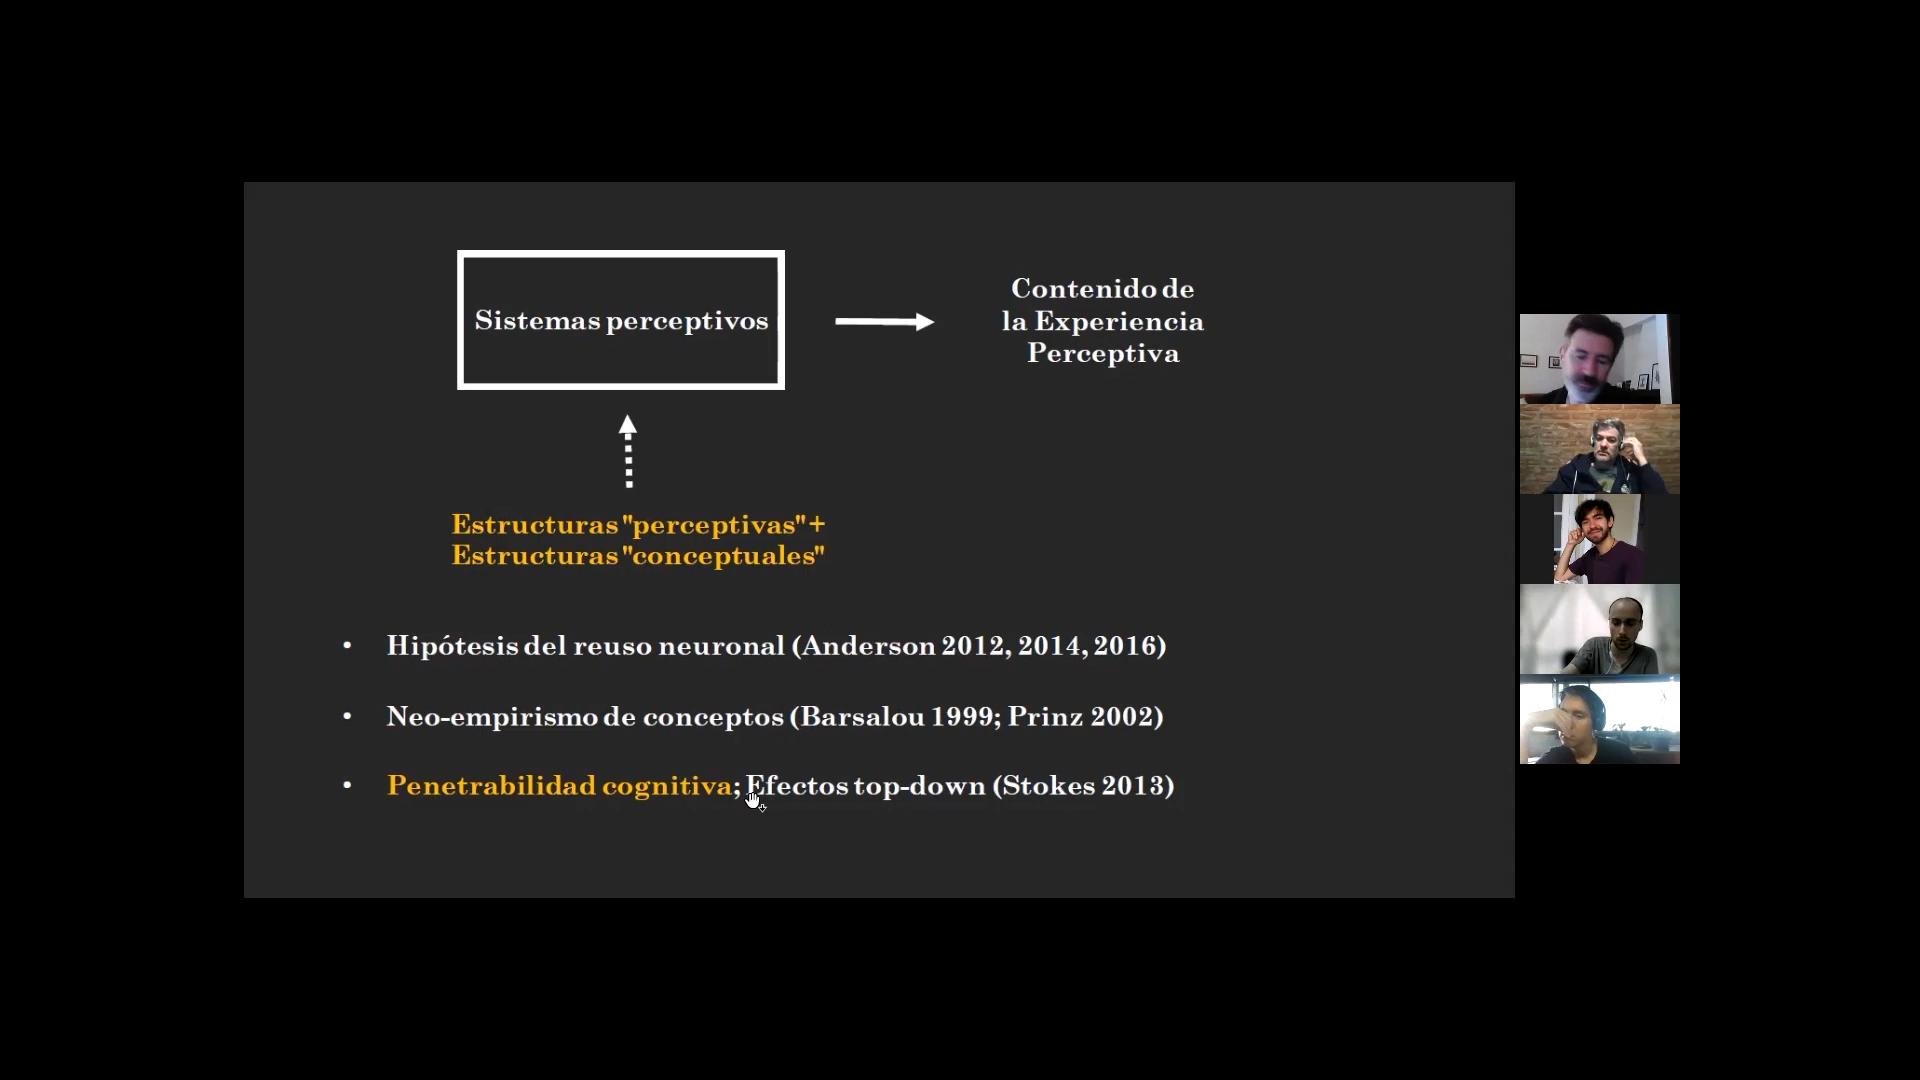 Sistemas perceptivos
Contenido de
la Experiencia
Perceptiva
Estructuras "perceptivas" +
Estructuras "conceptuales"
• Hipótesis del reuso neuronal (Anderson 2012, 2014, 2016)
• Neo-empirismo de conceptos (Barsalou 1999; Prinz 2002)
• Penetrabilidad cognitiva; Efectos top-down (Stokes 2013)